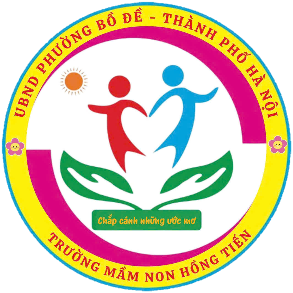 UBND PHƯỜNG BỒ ĐỀ - THÀNH PHỐ HÀ NỘI
Chắp cánh những ước mơ
TRƯỜNG MẦM NON HỒNG TIẾN